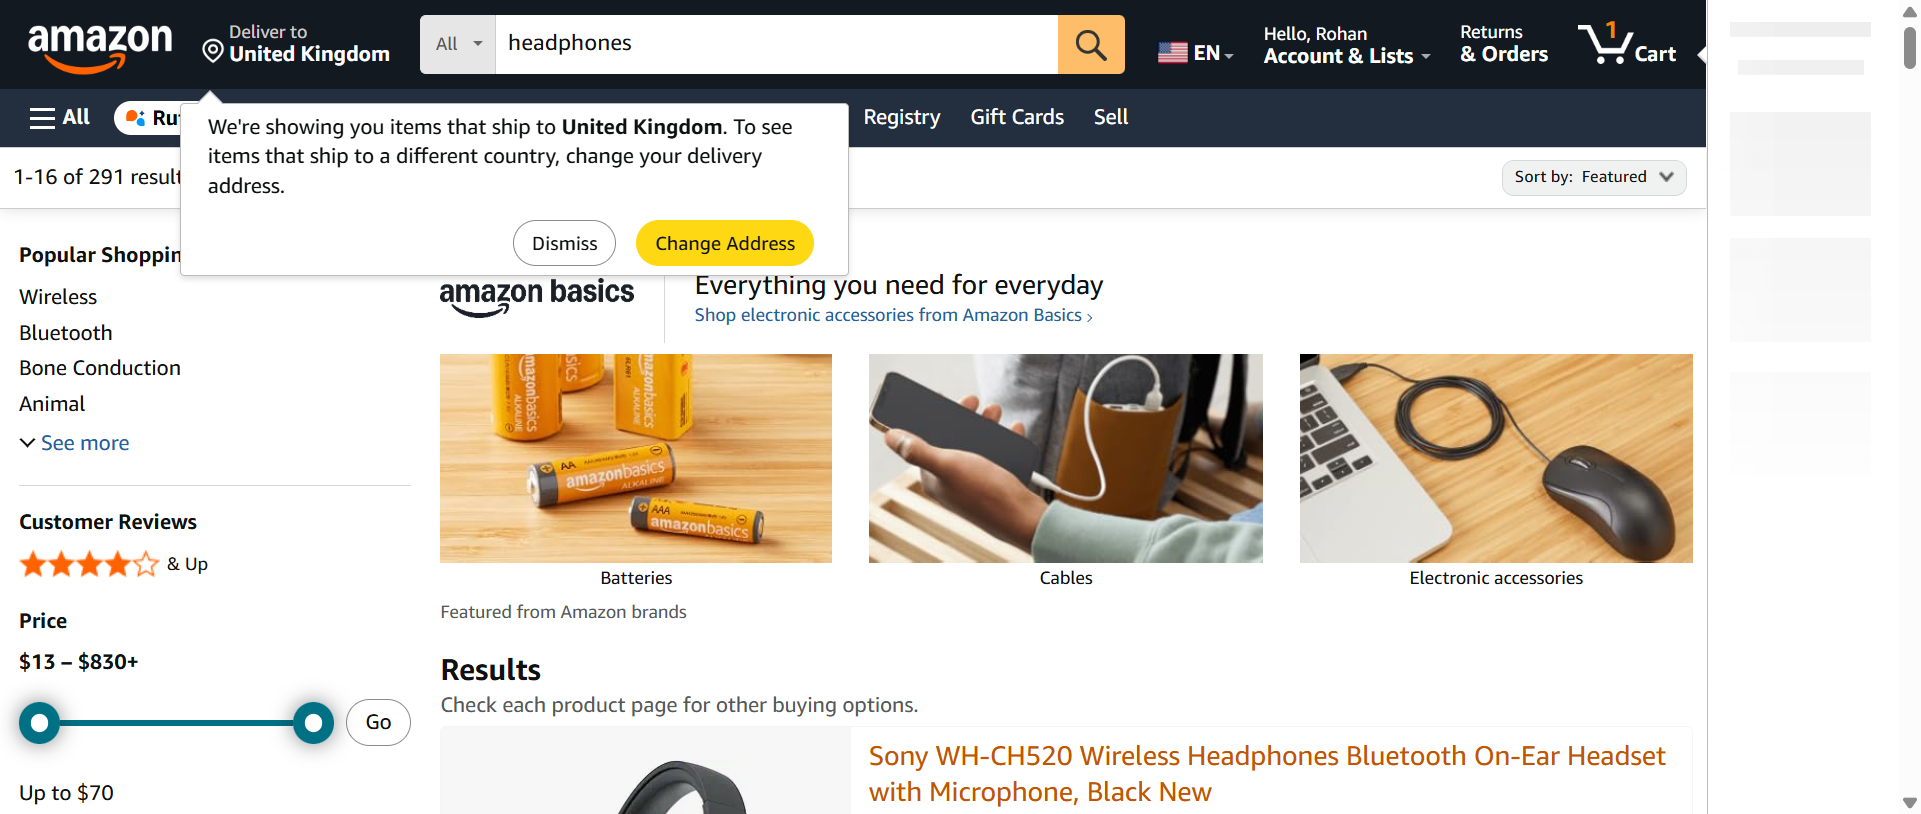 amazon
Deliver to
United Kingdom
All
headphones
EN
Hello, Rohan
Account & Lists
Returns
& Orders
1
Cart
All
Registry
Gift Cards
Sell
We're showing you items that ship to United Kingdom. To see
items that ship to a different country, change your delivery
address.
Dismiss
Change Address
1-16 of 291
Sort by: Featured
Popular
Wireless
Bluetooth
Bone Conduction
Animal
See more
Customer Reviews
& Up
Price
$13 – $830+
Go
Up to $70
amazon basics
Everything you need for everyday
Shop electronic accessories from Amazon Basics ›
amazonbasics
ALKALINE
amazonbasics
ALKALINE
AA
amazonbasics
ALKALINE
AAA
amazonbasics
Batteries
Cables
Electronic accessories
Featured from Amazon brands
Results
Check each product page for other buying options.
Sony WH-CH520 Wireless Headphones Bluetooth On-Ear Headset
with Microphone, Black New